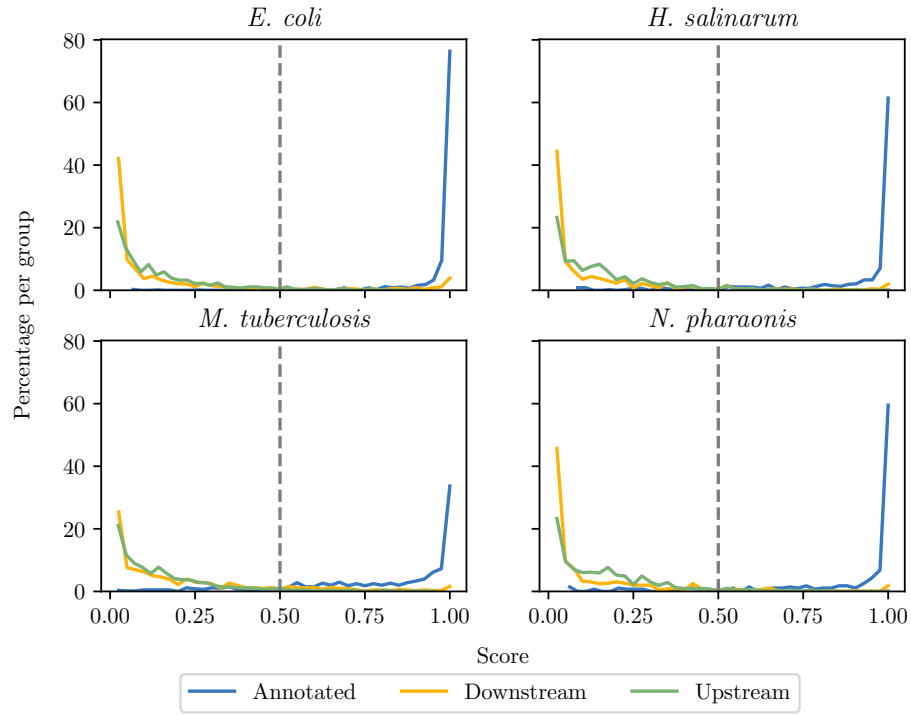 E. coli
H. salinarum
80
60
40
20
0
M. tuberculosis
N. pharaonis
80
60
40
20
0
0.00 0.25 0.50 0.75 1.00
0.00 0.25 0.50 0.75 1.00
Percentage per group
Score
Annotated Downstream Upstream